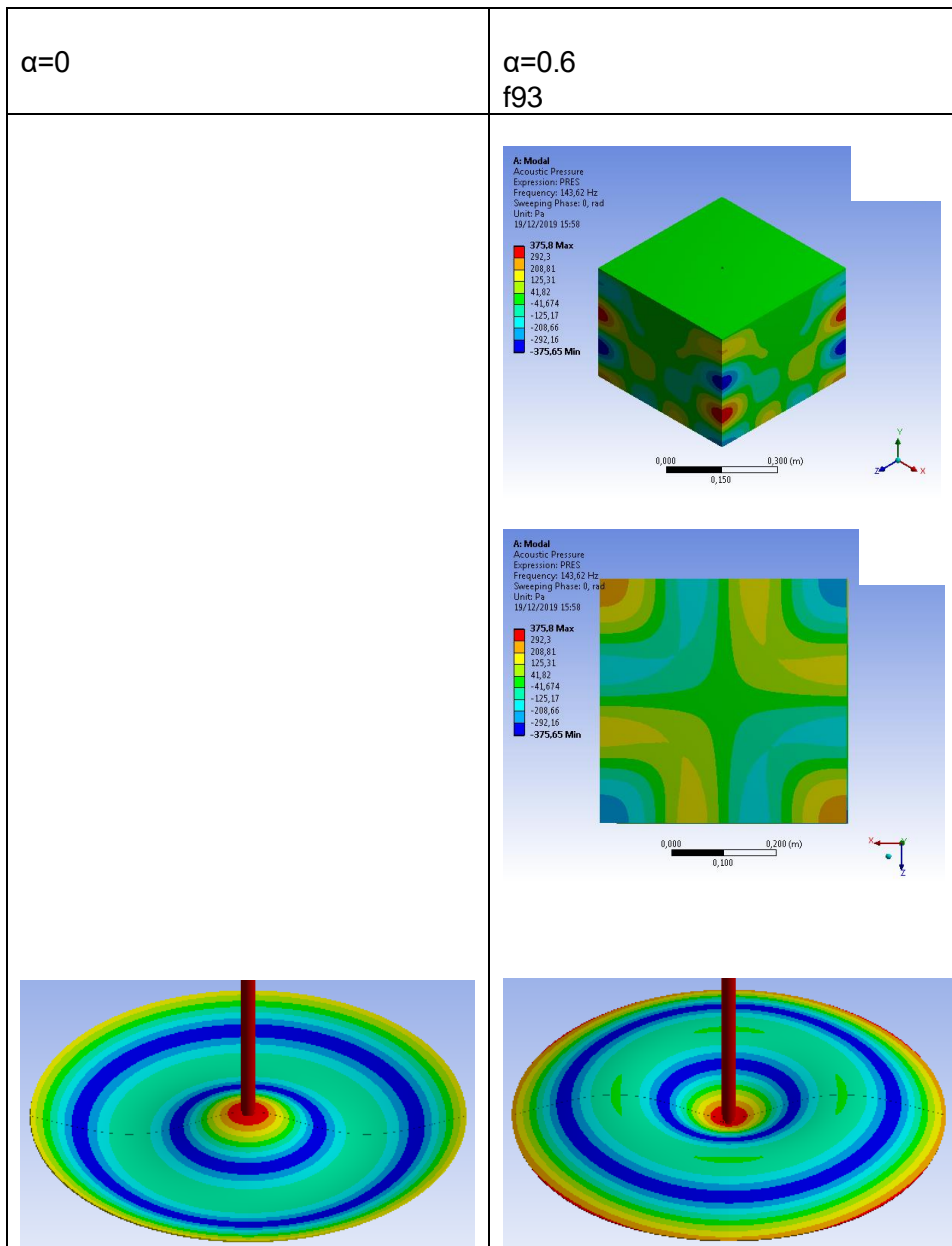 α=0
α=0.6
f93
A: Modal
Acoustic Pressure
Expression: PRES
Frequency: 143,62 Hz
Sweeping Phase: 0, rad
Unit: Pa
19/12/2019 15:58
375,8 Max
292,3
208,81
125,31
41,82
-41,674
-125,17
-208,66
-292,16
-375,65 Min
0,000
0,300 (m)
0,150
Y
Z
X
A: Modal
Acoustic Pressure
Expression: PRES
Frequency: 143,62 Hz
Sweeping Phase: 0, rad
Unit: Pa
19/12/2019 15:58
375,8 Max
292,3
208,81
125,31
41,82
-41,674
-125,17
-208,66
-292,16
-375,65 Min
0,000
0,200 (m)
0,100
X
Y
Z